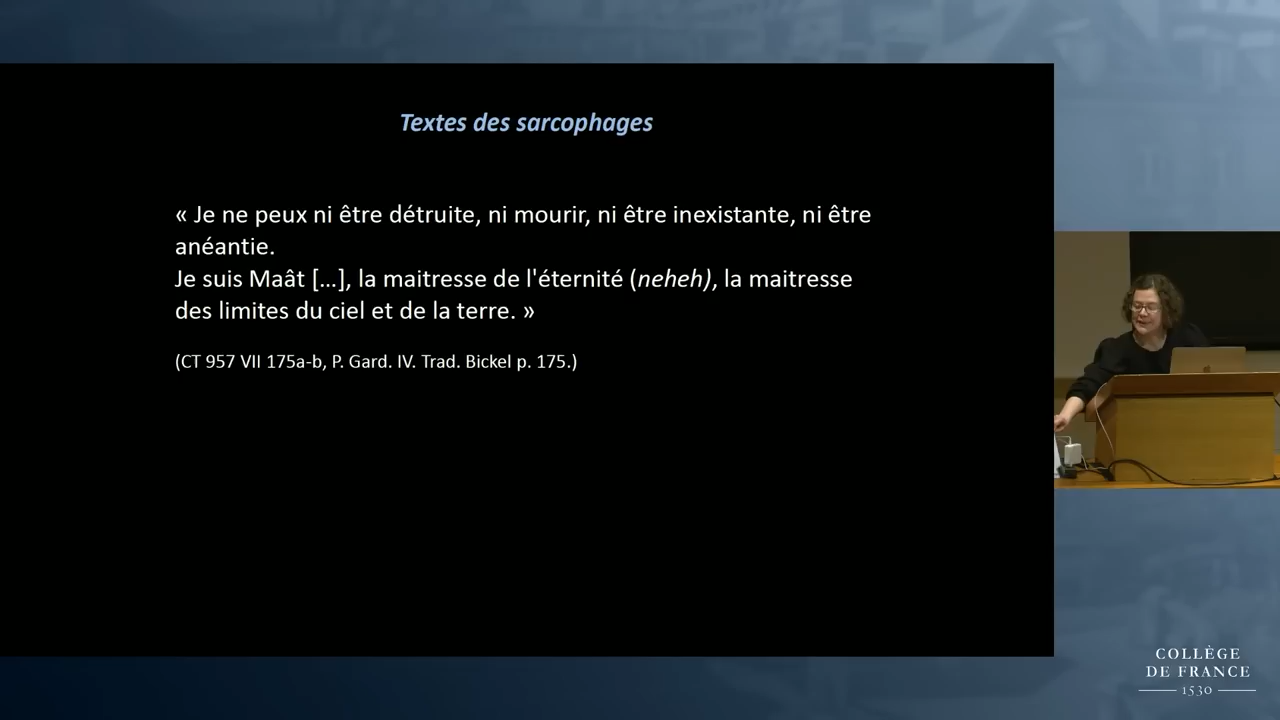 Textes des sarcophages
« Je ne peux ni être détruite, ni mourir, ni être inexistante, ni être
anéantie.
Je suis Maât […], la maitresse de l'éternité (neheh), la maitresse
des limites du ciel et de la terre. »
(CT 957 VII 175a-b, P. Gard. IV. Trad. Bickel p. 175.)
COLLÈGE
DE FRANCE
1530